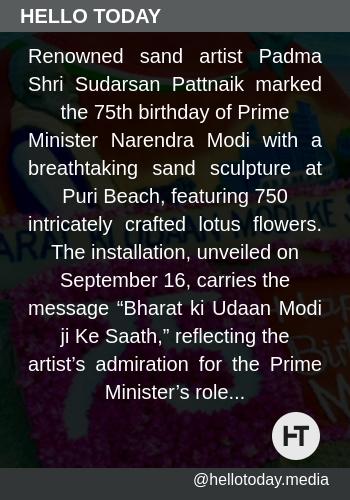 HELLO TODAY
Renowned sand artist Padma
Shri Sudarsan Pattnaik marked
the 75th birthday of Prime
Minister Narendra Modi with a
breathtaking sand sculpture at
Puri Beach, featuring 750
intricately crafted lotus flowers.
The installation, unveiled on
September 16, carries the
message “Bharat ki Udaan Modi
ji Ke Saath,” reflecting the
artist’s admiration for the Prime
Minister’s role...
HT
@hellotoday.media